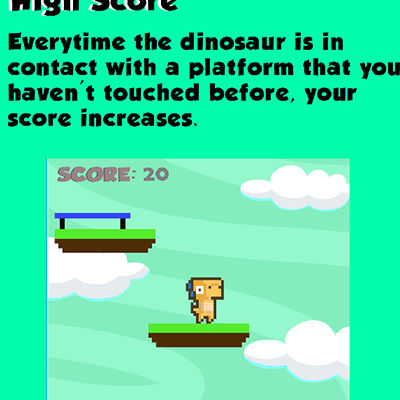 High Score
Everytime the dinosaur is in
contact with a platform that you
haven't touched before, your
score increases.
SCORE: 20